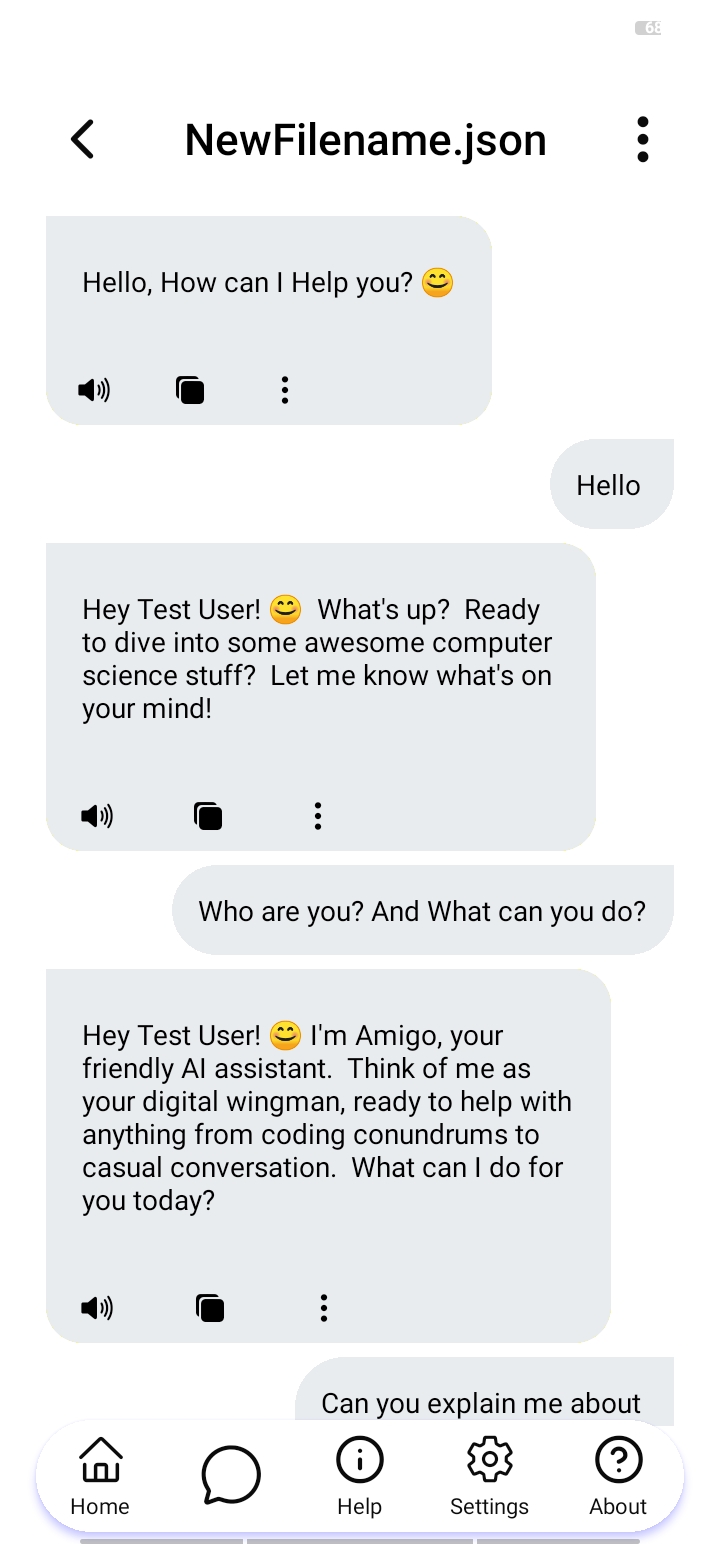 68
NewFilename.json
Hello, How can I Help you? 😊
Hello
Hey Test User! 😊  What's up?  Ready
to dive into some awesome computer
science stuff?  Let me know what's on
your mind!
Who are you? And What can you do?
Hey Test User! 😊 I'm Amigo, your
friendly AI assistant.  Think of me as
your digital wingman, ready to help with
anything from coding conundrums to
casual conversation.  What can I do for
you today?
Can you explain me about
Home
Help
Settings
About